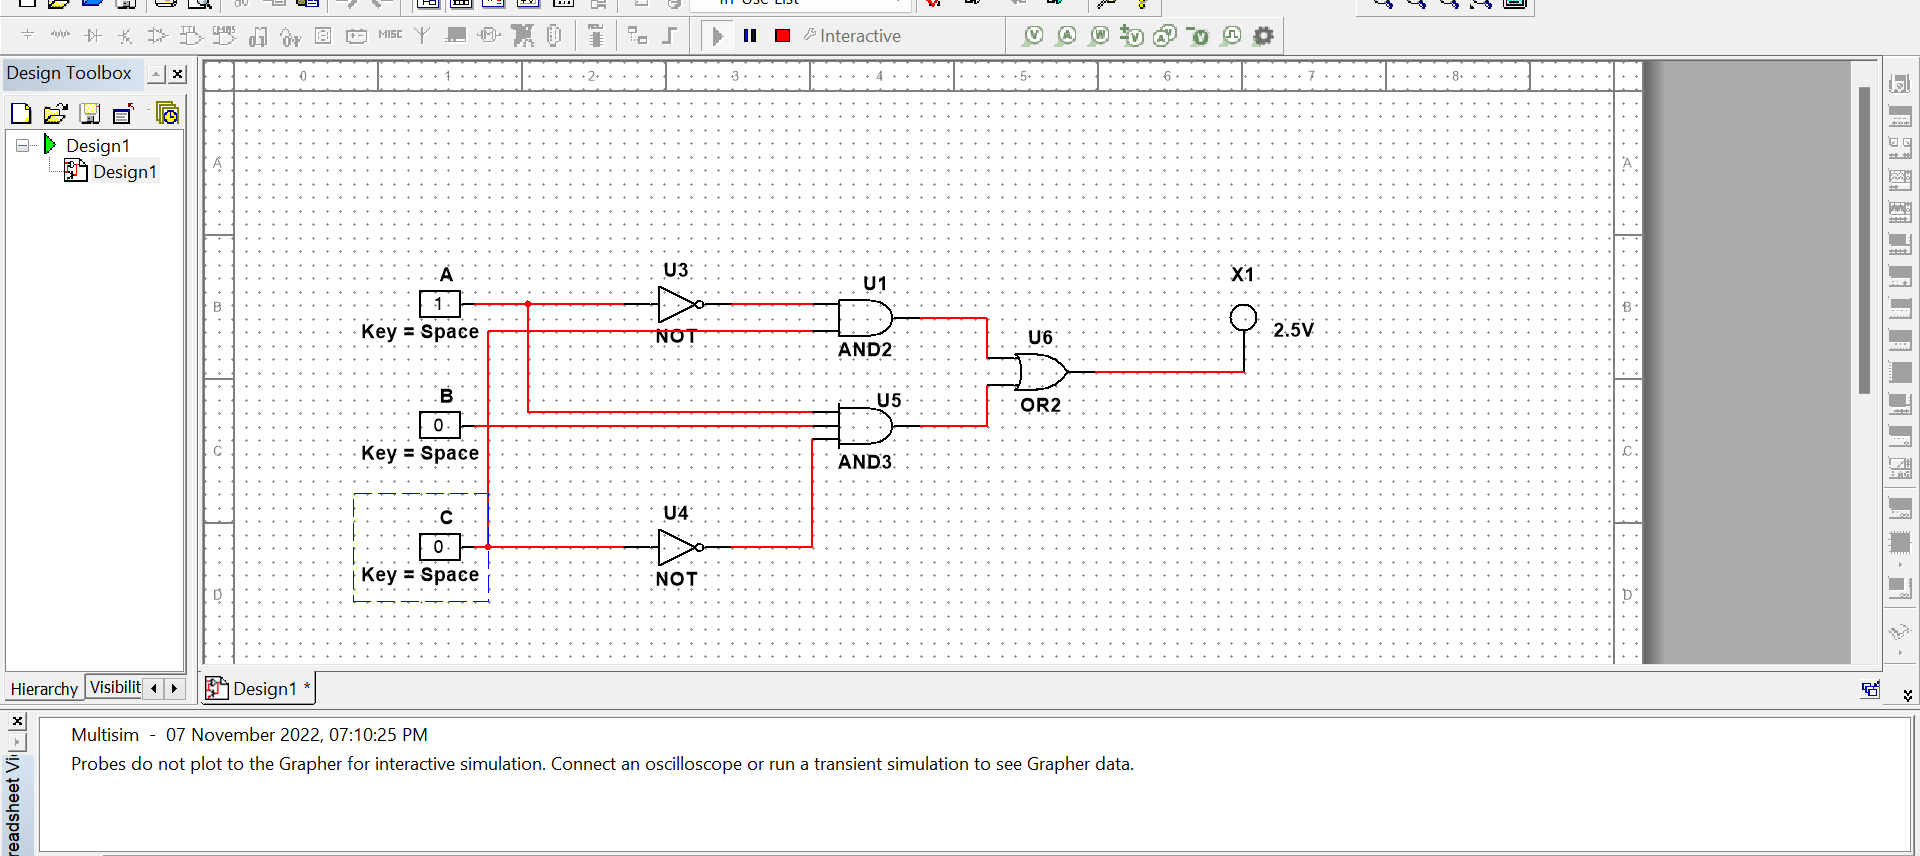 In-Use List
MISC
Interactive
Design Toolbox
Design1
Design1
0 1 2 3 4 5 6 7 8
A A
A
1
Key = Space
U3
NOT
U1
AND2
X1
2.5V
B B
U6
OR2
B
0
Key = Space
U5
AND3
C C
C
0
Key = Space
U4
NOT
D D
Hierarchy
Visibilit
Design1 *
Multisim - 07 November 2022, 07:10:25 PM
Probes do not plot to the Grapher for interactive simulation. Connect an oscilloscope or run a transient simulation to see Grapher data.